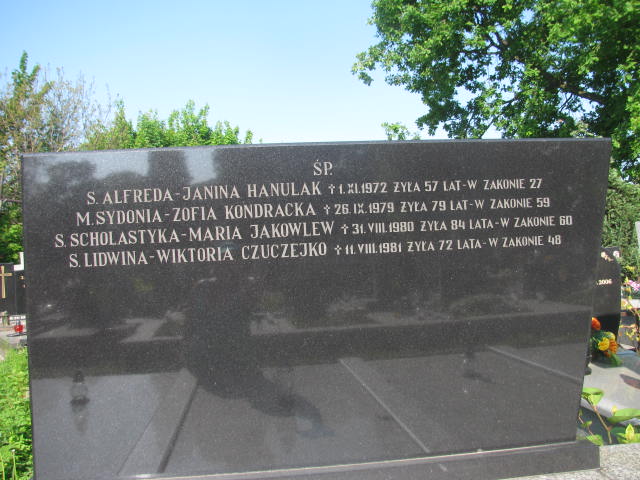 ŚP.
S. ALFREDA-JANINA HANULAK † 1.XI.1972 ŻYŁA 57 LAT-W ZAKONIE 27
M. SYDONIA-ZOFIA KONDRACKA † 26.IX.1979 ŻYŁA 79 LAT-W ZAKONIE 59
S. SCHOLASTYKA-MARIA JAKOWLEW † 31.VIII.1980 ŻYŁA 84 LATA-W ZAKONIE 60
S. LIDWINA-WIKTORIA CZUCZEJKO † 11.VIII.1981 ŻYŁA 72 LATA-W ZAKONIE 48
2006